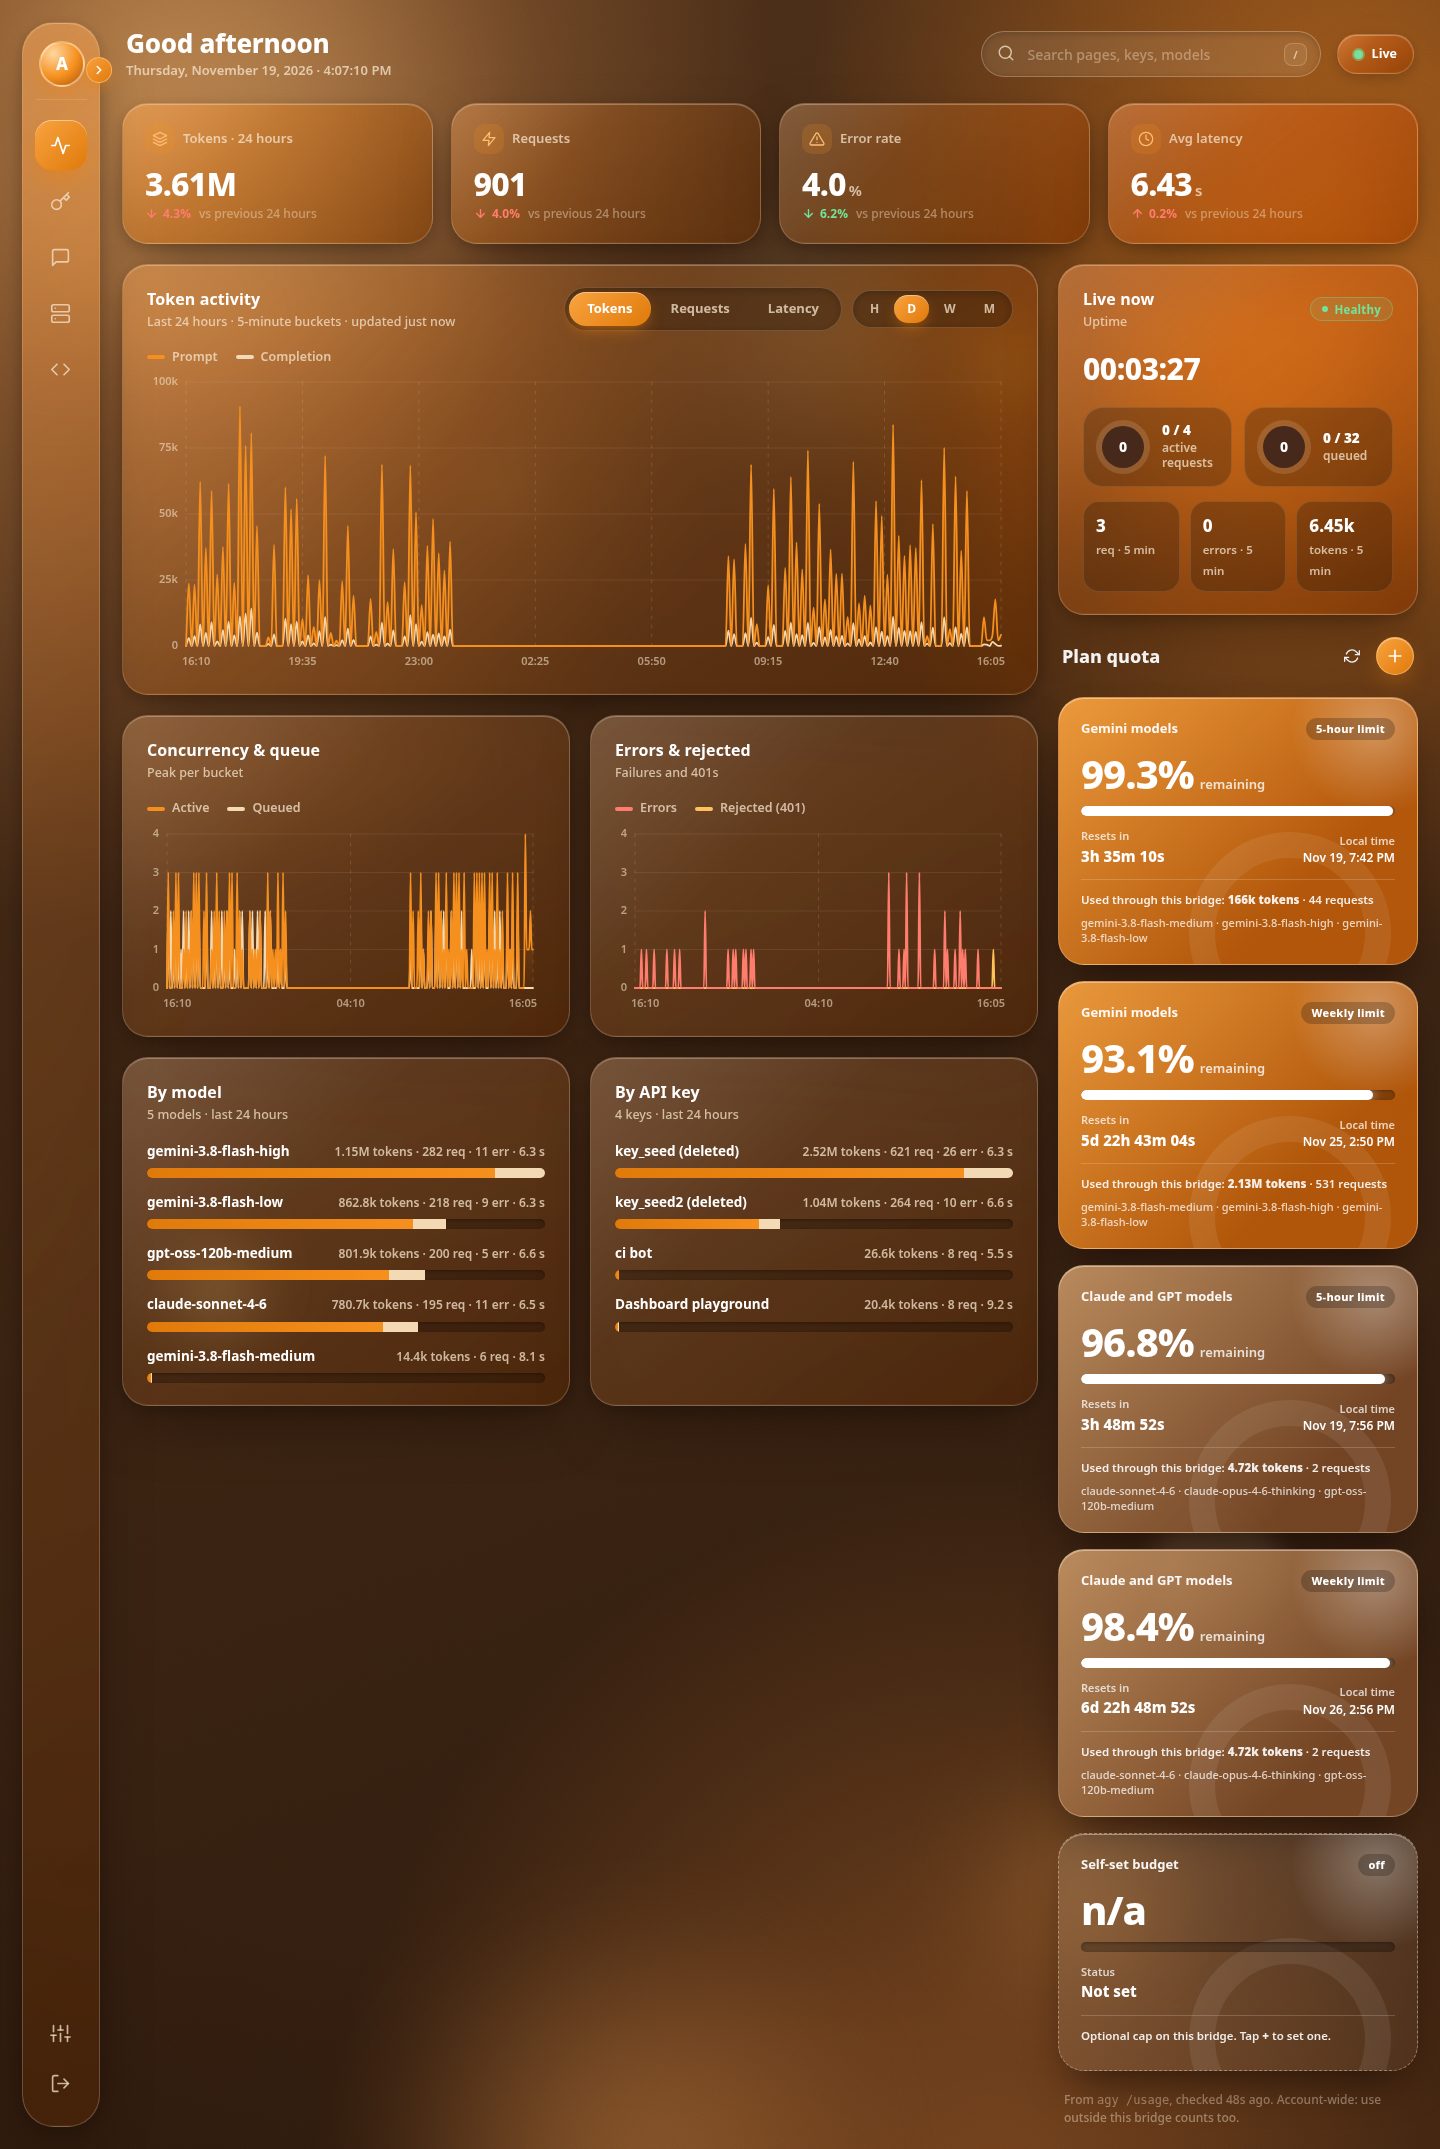 A
Good afternoon
Thursday, November 19, 2026 · 4:07:10 PM
Search pages, keys, models
/
Live
Tokens · 24 hours
3.61M
4.3% vs previous 24 hours
Requests
901
4.0% vs previous 24 hours
Error rate
4.0 %
6.2% vs previous 24 hours
Avg latency
6.43 s
0.2% vs previous 24 hours
Token activity
Last 24 hours · 5-minute buckets · updated just now
Tokens Requests Latency
H D W M
Prompt Completion
100k
75k
50k
25k
0
16:10 19:35 23:00 02:25 05:50 09:15 12:40 16:05
Live now
Uptime
Healthy
00:03:27
0
0 / 4
active
requests
0
0 / 32
queued
3
req · 5 min
0
errors · 5
min
6.45k
tokens · 5
min
Concurrency & queue
Peak per bucket
Active Queued
4
3
2
1
0
16:10 04:10 16:05
Errors & rejected
Failures and 401s
Errors Rejected (401)
4
3
2
1
0
16:10 04:10 16:05
By model
5 models · last 24 hours
gemini-3.8-flash-high 1.15M tokens · 282 req · 11 err · 6.3 s
gemini-3.8-flash-low 862.8k tokens · 218 req · 9 err · 6.3 s
gpt-oss-120b-medium 801.9k tokens · 200 req · 5 err · 6.6 s
claude-sonnet-4-6 780.7k tokens · 195 req · 11 err · 6.5 s
gemini-3.8-flash-medium 14.4k tokens · 6 req · 8.1 s
By API key
4 keys · last 24 hours
key_seed (deleted) 2.52M tokens · 621 req · 26 err · 6.3 s
key_seed2 (deleted) 1.04M tokens · 264 req · 10 err · 6.6 s
ci bot 26.6k tokens · 8 req · 5.5 s
Dashboard playground 20.4k tokens · 8 req · 9.2 s
Plan quota
Gemini models 5-hour limit
99.3% remaining
Resets in Local time
3h 35m 10s Nov 19, 7:42 PM
Used through this bridge: 166k tokens · 44 requests
gemini-3.8-flash-medium · gemini-3.8-flash-high · gemini-
3.8-flash-low
Gemini models Weekly limit
93.1% remaining
Resets in Local time
5d 22h 43m 04s Nov 25, 2:50 PM
Used through this bridge: 2.13M tokens · 531 requests
gemini-3.8-flash-medium · gemini-3.8-flash-high · gemini-
3.8-flash-low
Claude and GPT models 5-hour limit
96.8% remaining
Resets in Local time
3h 48m 52s Nov 19, 7:56 PM
Used through this bridge: 4.72k tokens · 2 requests
claude-sonnet-4-6 · claude-opus-4-6-thinking · gpt-oss-
120b-medium
Claude and GPT models Weekly limit
98.4% remaining
Resets in Local time
6d 22h 48m 52s Nov 26, 2:56 PM
Used through this bridge: 4.72k tokens · 2 requests
claude-sonnet-4-6 · claude-opus-4-6-thinking · gpt-oss-
120b-medium
Self-set budget off
n/a
Status
Not set
Optional cap on this bridge. Tap + to set one.
From agy /usage, checked 48s ago. Account-wide: use
outside this bridge counts too.